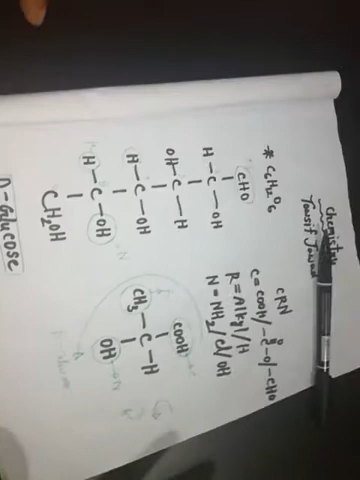 chemistry
Tousif Jawad
* C6H12O6
CHO
H—C—OH
OH—C—H
H—C—OH
H—C—OH
CH2OH
D-Glucose
CRN
C = COOH/-C-O/-CHO
O
R = Alkyl/H
N = NH2/Cl/OH
COOH
CH3—C—H
OH